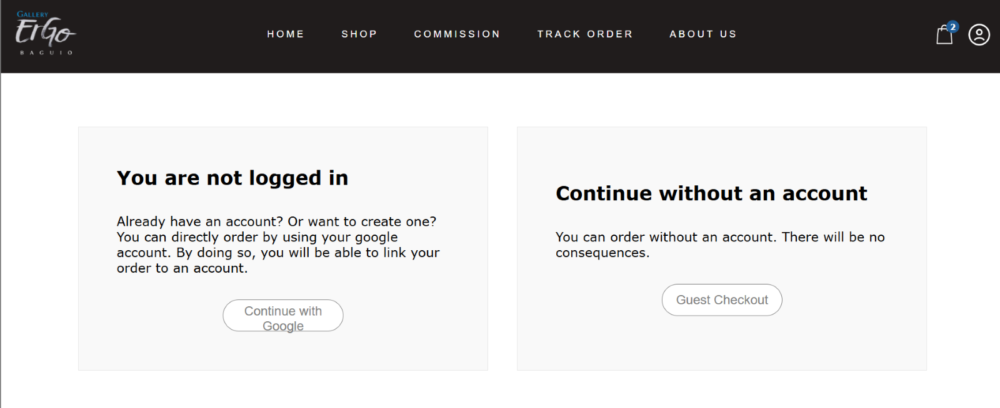 GALLERY
ErGo
BAGUIO
HOME SHOP COMMISSION TRACK ORDER ABOUT US
2
You are not logged in
Already have an account? Or want to create one?
You can directly order by using your google
account. By doing so, you will be able to link your
order to an account.
Continue with
Google
Continue without an account
You can order without an account. There will be no
consequences.
Guest Checkout